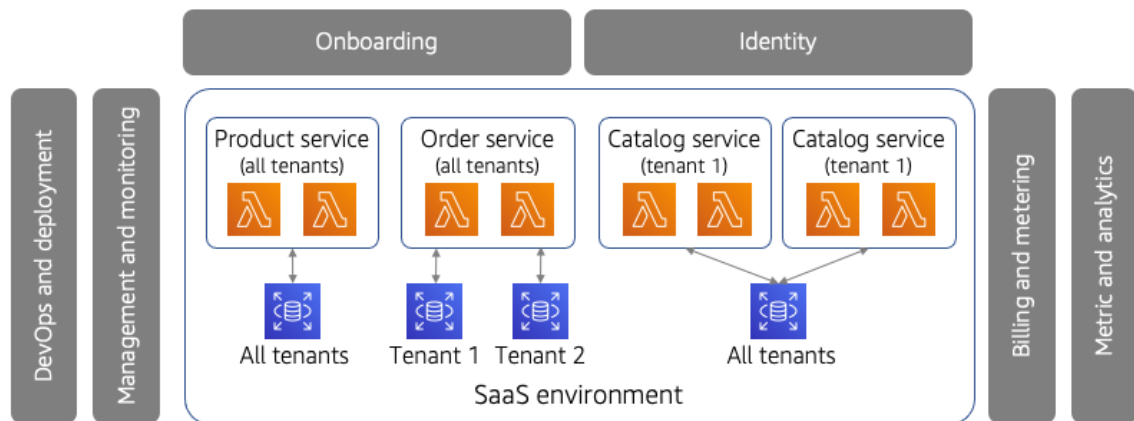 Onboarding
Identity
DevOps and deployment
Management and monitoring
Product service
(all tenants)
Order service
(all tenants)
Catalog service
(tenant 1)
Catalog service
(tenant 1)
All tenants
Tenant 1
Tenant 2
All tenants
SaaS environment
Billing and metering
Metric and analytics